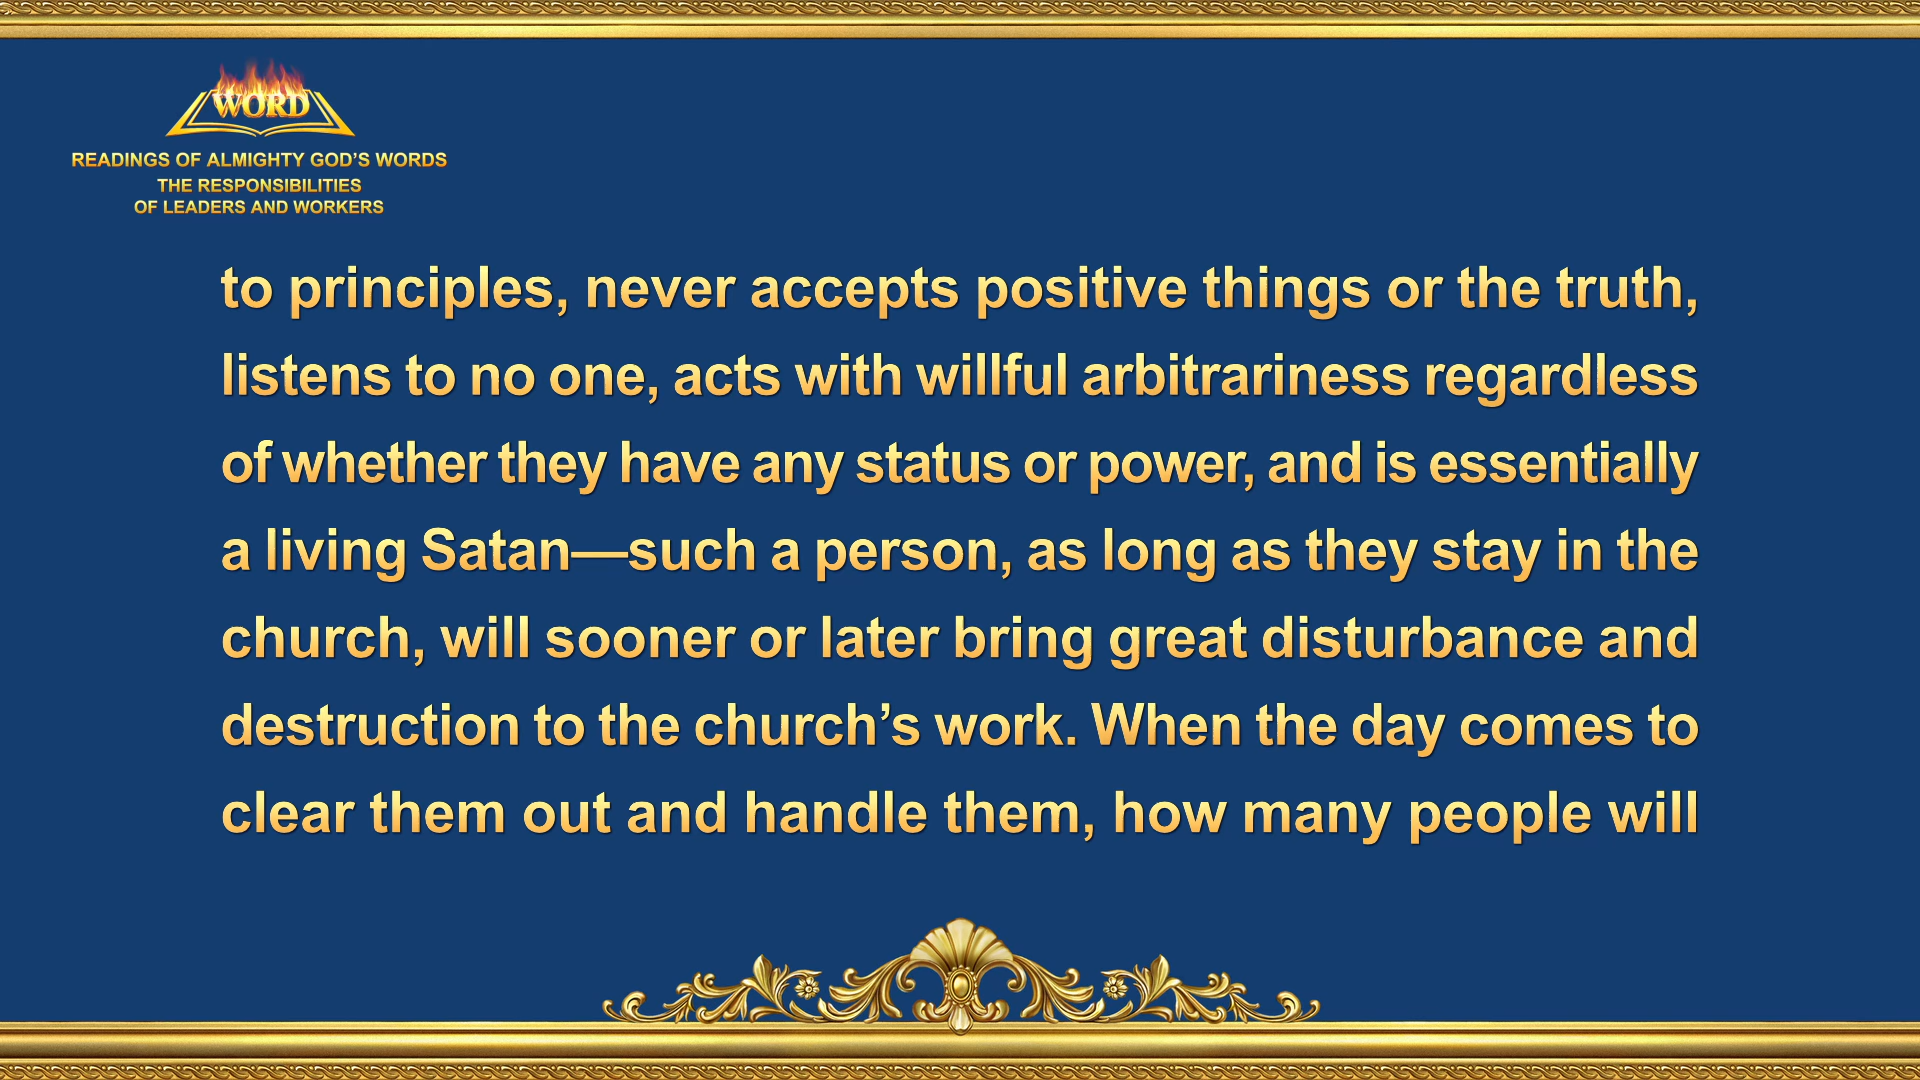 WORD
READINGS OF ALMIGHTY GOD’S WORDS
THE RESPONSIBILITIES
OF LEADERS AND WORKERS
to principles, never accepts positive things or the truth,
listens to no one, acts with willful arbitrariness regardless
of whether they have any status or power, and is essentially
a living Satan—such a person, as long as they stay in the
church, will sooner or later bring great disturbance and
destruction to the church’s work. When the day comes to
clear them out and handle them, how many people will